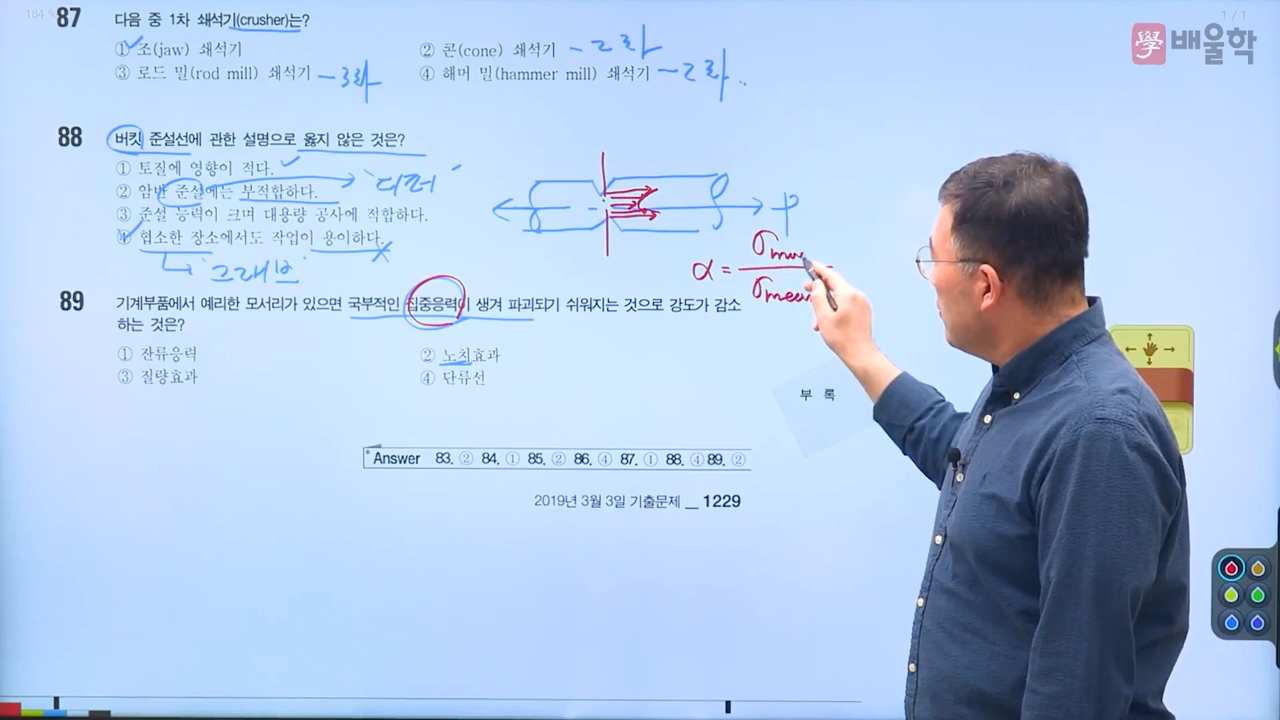 184 %
1 / 1
學 배울학
87 다음 중 1차 쇄석기(crusher)는?
① 조(jaw) 쇄석기
② 콘(cone) 쇄석기 - 2차
③ 로드 밀(rod mill) 쇄석기 - 3차
④ 해머 밀(hammer mill) 쇄석기 - 2차
88 버킷 준설선에 관한 설명으로 옳지 않은 것은?
① 토질에 영향이 적다.
② 암반 준설에는 부적합하다. → "디퍼"
③ 준설 능력이 크며 대용량 공사에 적합하다.
④ 협소한 장소에서도 작업이 용이하다.
"그래브"
P
α = σmax
σmean
89 기계부품에서 예리한 모서리가 있으면 국부적인 집중응력이 생겨 파괴되기 쉬워지는 것으로 강도가 감소
하는 것은?
① 잔류응력
② 노치효과
③ 질량효과
④ 단류선
부 록
* Answer 83. ② 84. ① 85. ② 86. ④ 87. ① 88. ④ 89. ②
2019년 3월 3일 기출문제 _ 1229